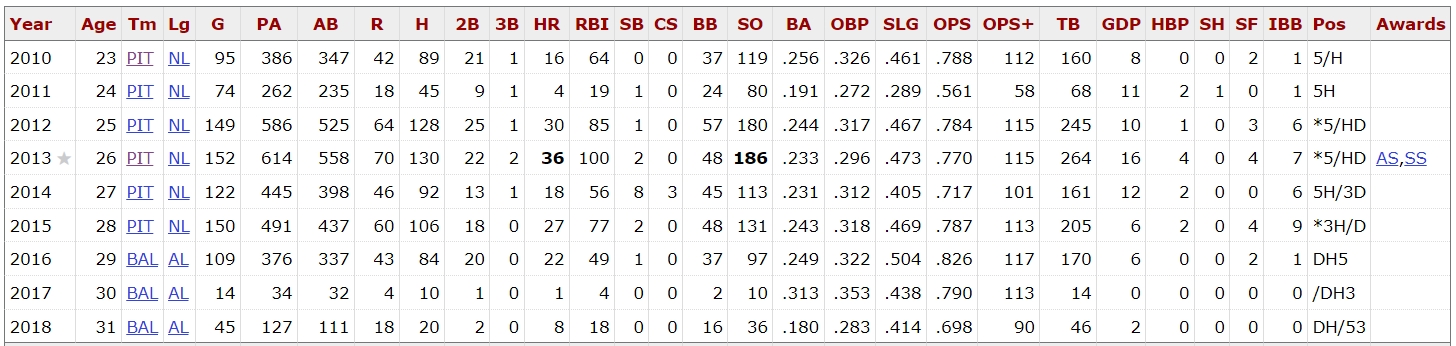 Year Age Tm Lg G PA AB R H 2B 3B HR RBI SB CS BB SO BA OBP SLG OPS OPS+ TB GDP HBP SH SF IBB Pos Awards
2010 23 PIT NL 95 386 347 42 89 21 1 16 64 0 0 37 119 .256 .326 .461 .788 112 160 8 0 0 2 1 5/H
2011 24 PIT NL 74 262 235 18 45 9 1 4 19 1 0 24 80 .191 .272 .289 .561 58 68 11 2 1 0 1 5H
2012 25 PIT NL 149 586 525 64 128 25 1 30 85 1 0 57 180 .244 .317 .467 .784 115 245 10 1 0 3 6 *5/HD
2013 ★ 26 PIT NL 152 614 558 70 130 22 2 36 100 2 0 48 186 .233 .296 .473 .770 115 264 16 4 0 4 7 *5/HD AS,SS
2014 27 PIT NL 122 445 398 46 92 13 1 18 56 8 3 45 113 .231 .312 .405 .717 101 161 12 2 0 0 6 5H/3D
2015 28 PIT NL 150 491 437 60 106 18 0 27 77 2 2 48 131 .243 .318 .469 .787 113 205 6 2 0 4 9 *3H/D
2016 29 BAL AL 109 376 337 43 84 20 0 22 49 1 0 37 97 .249 .322 .504 .826 117 170 6 0 0 2 1 DH5
2017 30 BAL AL 14 34 32 4 10 1 0 1 4 0 0 2 10 .313 .353 .438 .790 113 14 0 0 0 0 0 /DH3
2018 31 BAL AL 45 127 111 18 20 2 0 8 18 0 0 16 36 .180 .283 .414 .698 90 46 2 0 0 0 0 DH/53